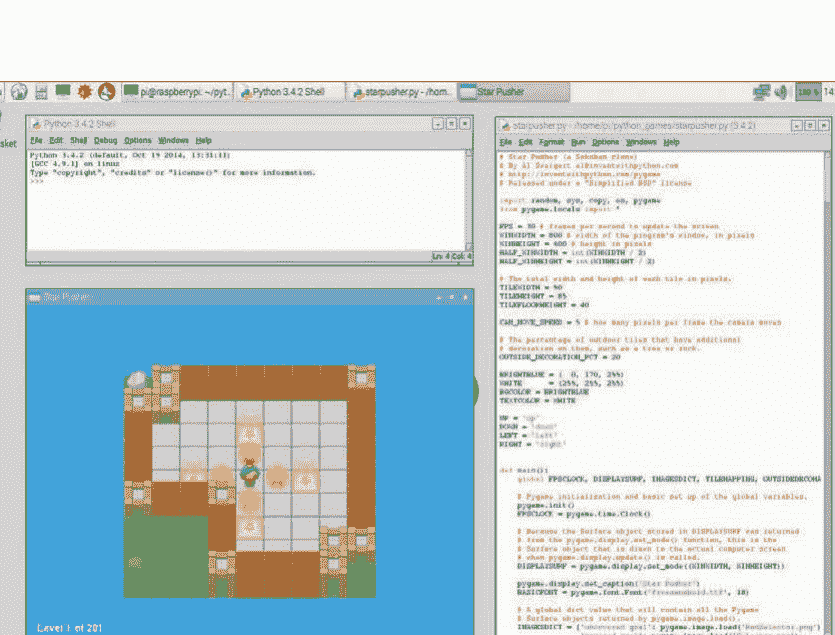 pi@raspberrypi: ~/pyt..
Python 3.4.2 Shell
starpusher.py - /hom..
Star Pusher
100 %
14
sket
Python 3.4.2 Shell
File Edit Shell Debug Options Windows Help
Python 3.4.2 (default, Oct 19 2014, 13:31:11)
[GCC 4.9.1] on linux
Type "copyright", "credits" or "license()" for more information.
>>>
Ln: 4 Col: 4
Star Pusher
Level 1 of 201
starpusher.py - /home/pi/python_games/starpusher.py (3.4.2)
File Edit Format Run Options Windows Help
# Star Pusher (a Sokoban clone)
# By Al Sweigart al@inventwithpython.com
# http://inventwithpython.com/pygame
# Released under a "Simplified BSD" license
import random, sys, copy, os, pygame
from pygame.locals import *
FPS = 30 # frames per second to update the screen
WINWIDTH = 800 # width of the program's window, in pixels
WINHEIGHT = 600 # height in pixels
HALF_WINWIDTH = int(WINWIDTH / 2)
HALF_WINHEIGHT = int(WINHEIGHT / 2)
# The total width and height of each tile in pixels.
TILEWIDTH = 50
TILEHEIGHT = 85
TILEFLOORHEIGHT = 40
CAM_MOVE_SPEED = 5 # how many pixels per frame the camera moves
# The percentage of outdoor tiles that have additional
# decoration on them, such as a tree or rock.
OUTSIDE_DECORATION_PCT = 20
BRIGHTBLUE = ( 0, 170, 255)
WHITE = (255, 255, 255)
BGCOLOR = BRIGHTBLUE
TEXTCOLOR = WHITE
UP = 'up'
DOWN = 'down'
LEFT = 'left'
RIGHT = 'right'
def main():
global FPSCLOCK, DISPLAYSURF, IMAGESDICT, TILEMAPPING, OUTSIDEDECOMA
# Pygame initialization and basic set up of the global variables.
pygame.init()
FPSCLOCK = pygame.time.Clock()
# Because the Surface object stored in DISPLAYSURF was returned
# from the pygame.display.set_mode() function, this is the
# Surface object that is drawn to the actual computer screen
# when pygame.display.update() is called.
DISPLAYSURF = pygame.display.set_mode((WINWIDTH, WINHEIGHT))
pygame.display.set_caption('Star Pusher')
BASICFONT = pygame.font.Font('freesansbold.ttf', 18)
# A global dict value that will contain all the Pygame
# Surface objects returned by pygame.image.load().
IMAGESDICT = {'uncovered goal': pygame.image.load('RedSelector.png')